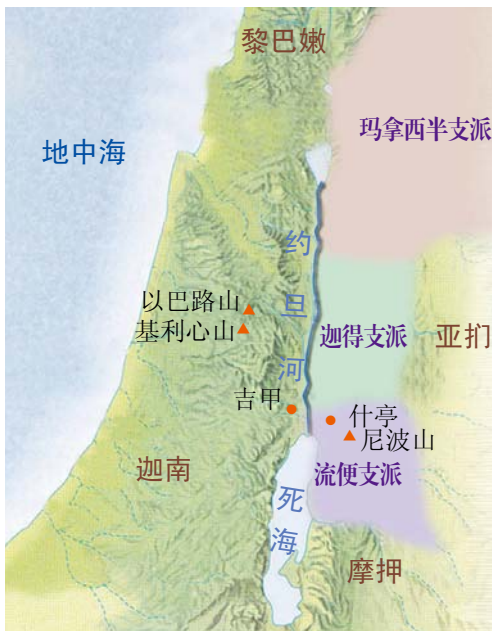 黎巴嫩
玛拿西半支派
地中海
约旦河
以巴路山
基利心山
迦得支派
亚扪
吉甲
什亭
尼波山
迦南
流便支派
死海
摩押